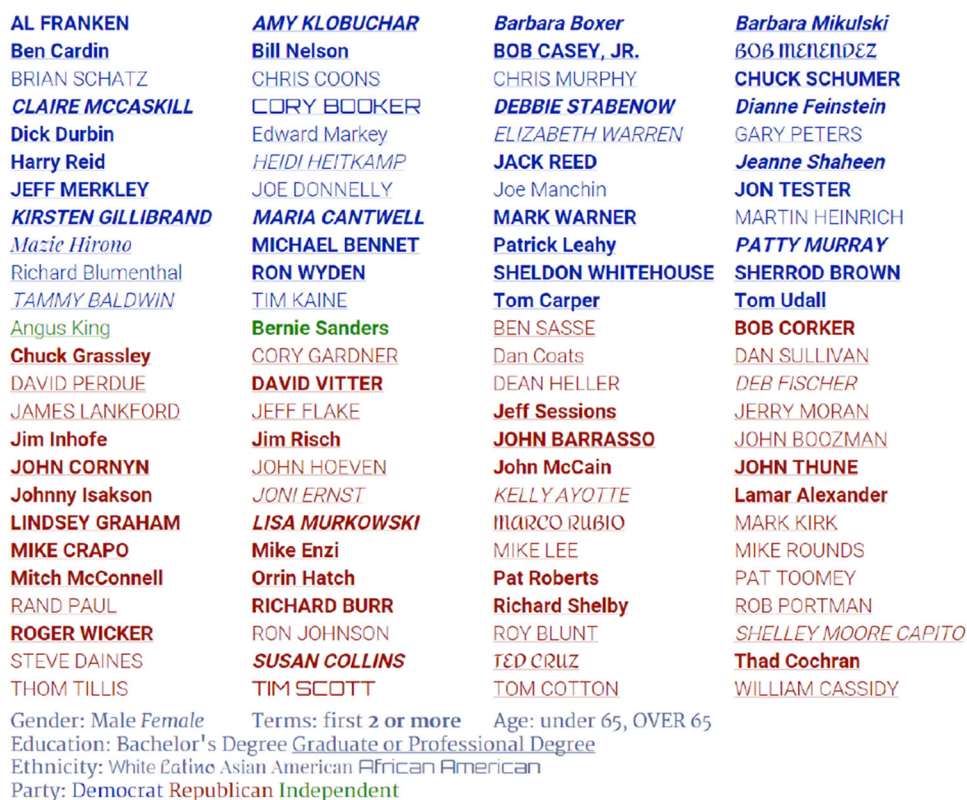 AL FRANKEN AMY KLOBUCHAR Barbara Boxer Barbara Mikulski
Ben Cardin Bill Nelson BOB CASEY, JR. BOB MENENDEZ
BRIAN SCHATZ CHRIS COONS CHRIS MURPHY CHUCK SCHUMER
CLAIRE MCCASKILL CORY BOOKER DEBBIE STABENOW Dianne Feinstein
Dick Durbin Edward Markey ELIZABETH WARREN GARY PETERS
Harry Reid HEIDI HEITKAMP JACK REED Jeanne Shaheen
JEFF MERKLEY JOE DONNELLY Joe Manchin JON TESTER
KIRSTEN GILLIBRAND MARIA CANTWELL MARK WARNER MARTIN HEINRICH
Mazie Hirono MICHAEL BENNET Patrick Leahy PATTY MURRAY
Richard Blumenthal RON WYDEN SHELDON WHITEHOUSE SHERROD BROWN
TAMMY BALDWIN TIM KAINE Tom Carper Tom Udall
Angus King Bernie Sanders BEN SASSE BOB CORKER
Chuck Grassley CORY GARDNER Dan Coats DAN SULLIVAN
DAVID PERDUE DAVID VITTER DEAN HELLER DEB FISCHER
JAMES LANKFORD JEFF FLAKE Jeff Sessions JERRY MORAN
Jim Inhofe Jim Risch JOHN BARRASSO JOHN BOOZMAN
JOHN CORNYN JOHN HOEVEN John McCain JOHN THUNE
Johnny Isakson JONI ERNST KELLY AYOTTE Lamar Alexander
LINDSEY GRAHAM LISA MURKOWSKI MARCO RUBIO MARK KIRK
MIKE CRAPO Mike Enzi MIKE LEE MIKE ROUNDS
Mitch McConnell Orrin Hatch Pat Roberts PAT TOOMEY
RAND PAUL RICHARD BURR Richard Shelby ROB PORTMAN
ROGER WICKER RON JOHNSON ROY BLUNT SHELLEY MOORE CAPITO
STEVE DAINES SUSAN COLLINS TED CRUZ Thad Cochran
THOM TILLIS TIM SCOTT TOM COTTON WILLIAM CASSIDY
Gender: Male Female Terms: first 2 or more Age: under 65, OVER 65
Education: Bachelor's Degree Graduate or Professional Degree
Ethnicity: White Latino Asian American African American
Party: Democrat Republican Independent